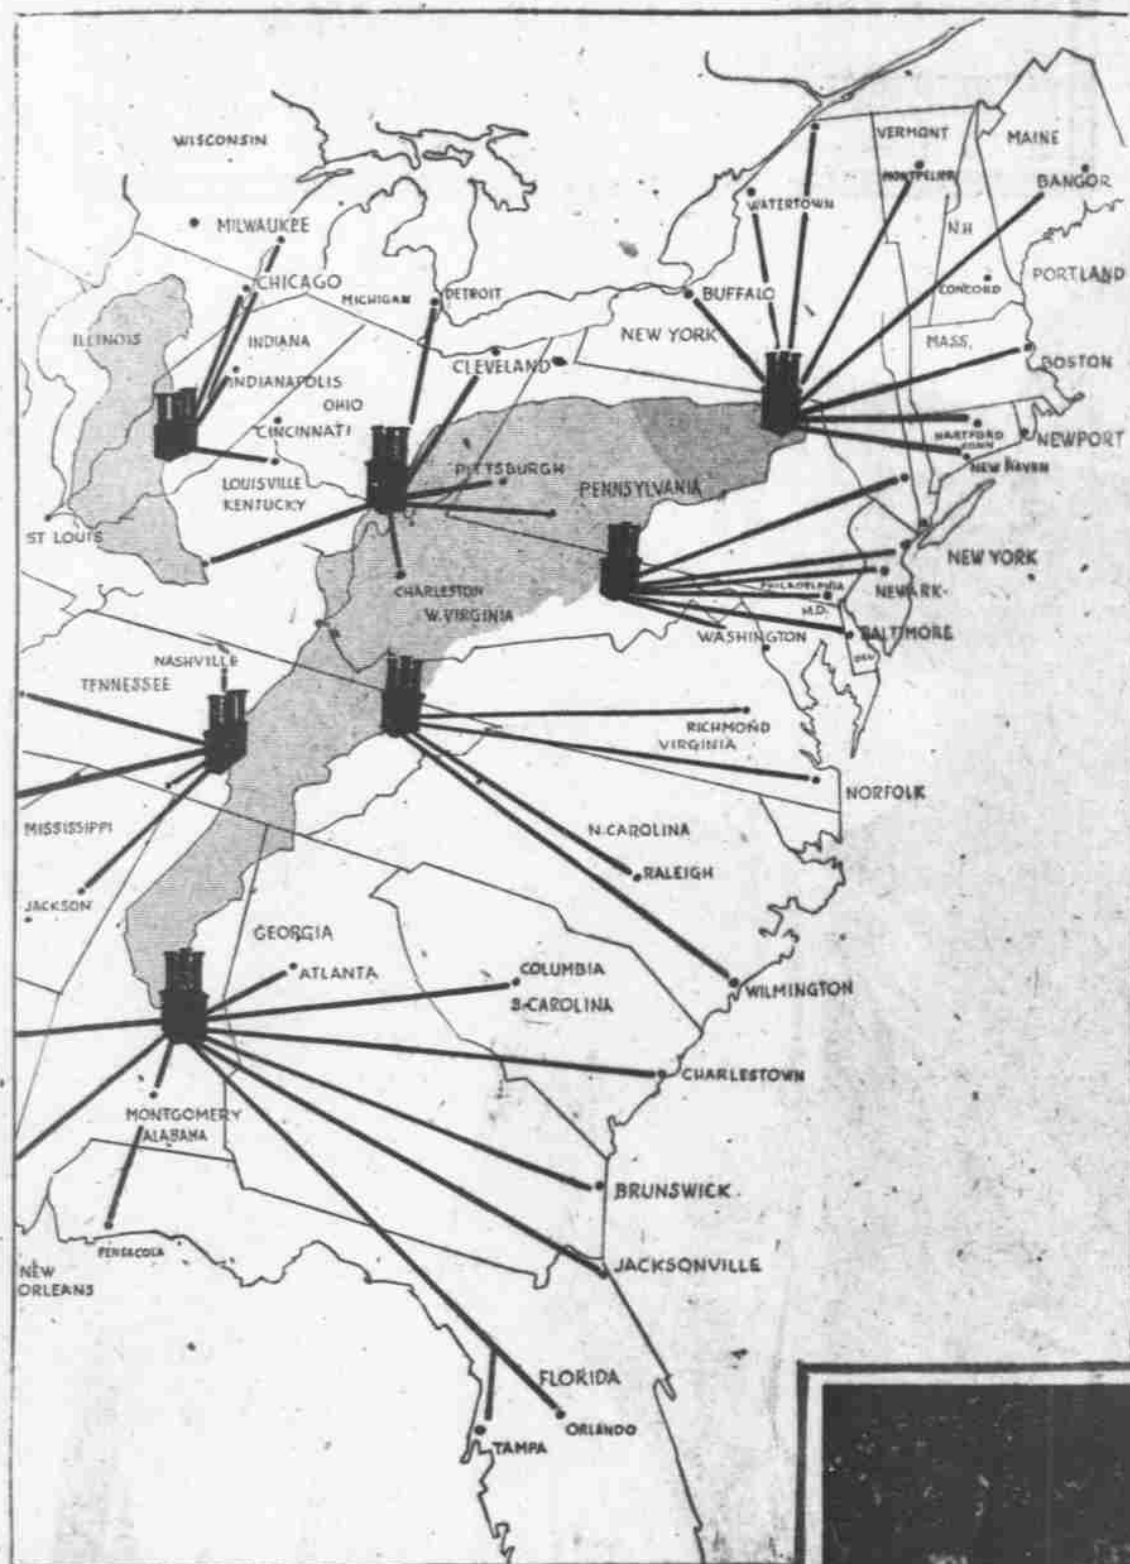 WISCONSIN
VERMONT
MAINE
MONTPELIER
BANGOR
WATERTOWN
MILWAUKEE
N.H
PORTLAND
CHICAGO
CONCORD
MICHIGAN
DETROIT
BUFFALO
ILLINOIS
INDIANA
NEW YORK
MASS.
BOSTON
CLEVELAND
INDIANAPOLIS
OHIO
CINCINNATI
HARTFORD
CONN
NEWPORT
NEW HAVEN
PITTSBURGH
PENNSYLVANIA
LOUISVILLE
KENTUCKY
ST LOUIS
NEW YORK
PHILADELPHIA
NEWARK
CHARLESTON
W. VIRGINIA
M.D.
WASHINGTON
BALTIMORE
DEL
NASHVILLE
TENNESSEE
RICHMOND
VIRGINIA
NORFOLK
MISSISSIPPI
N. CAROLINA
RALEIGH
JACKSON
GEORGIA
ATLANTA
COLUMBIA
S. CAROLINA
WILMINGTON
CHARLESTOWN
MONTGOMERY
ALABAMA
BRUNSWICK
PENSACOLA
NEW
ORLEANS
JACKSONVILLE
FLORIDA
ORLANDO
TAMPA